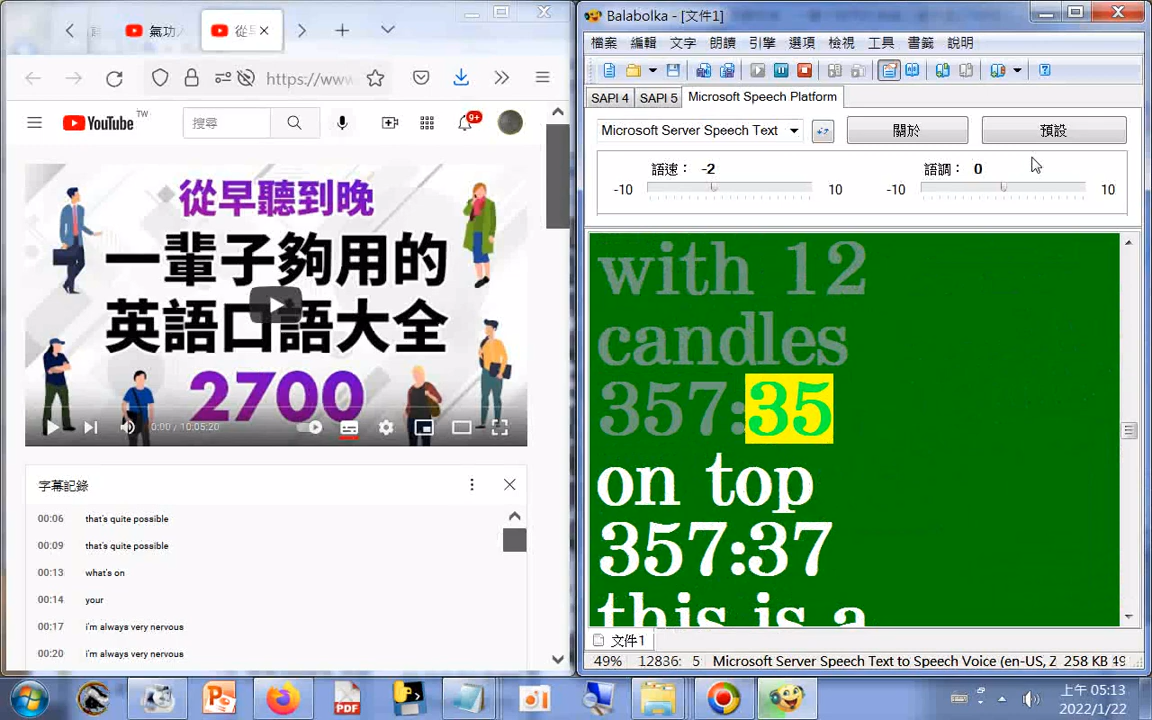 氣功
從
https://www
YouTube TW
搜尋
9+
從早聽到晚
一輩子夠用的
英語口語大全
2700
0:00 / 10:05:20
字幕記錄
00:06 that's quite possible
00:09 that's quite possible
00:13 what's on
00:14 your
00:17 i'm always very nervous
00:20 i'm always very nervous
Balabolka - [文件1]
檔案 編輯 文字 朗讀 引擎 選項 檢視 工具 書籤 說明
SAPI 4 SAPI 5 Microsoft Speech Platform
Microsoft Server Speech Text 關於 預設
語速： -2 語調： 0
-10 10 -10 10
with 12
candles
357:35
on top
357:37
this is a
文件1
49% 12836: 5 Microsoft Server Speech Text to Speech Voice (en-US, Z 258 KB 49
PDF
上午 05:13
2022/1/22